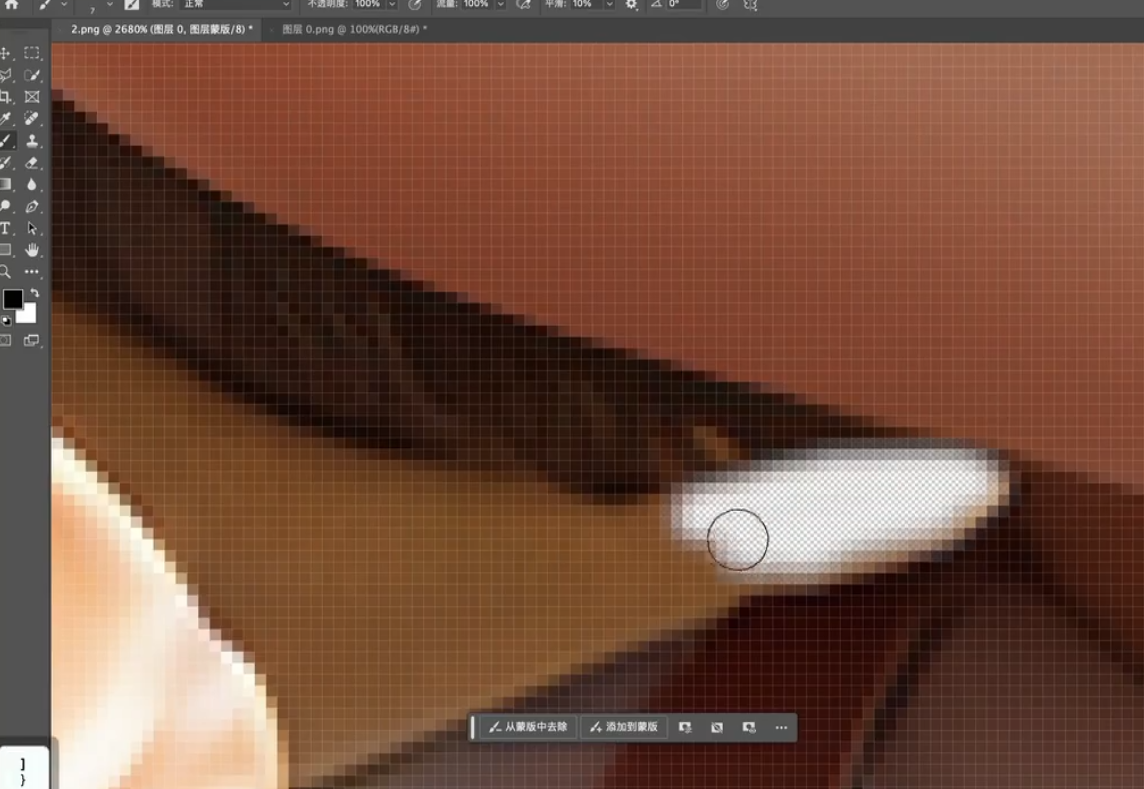 模式: 正常 不透明度: 100% 流量: 100% 平滑: 10% 0°
2.png @ 2680% (图层 0, 图层蒙版/8) * 图层 0.png @ 100%(RGB/8#) *
从蒙版中去除 添加到蒙版
]
}